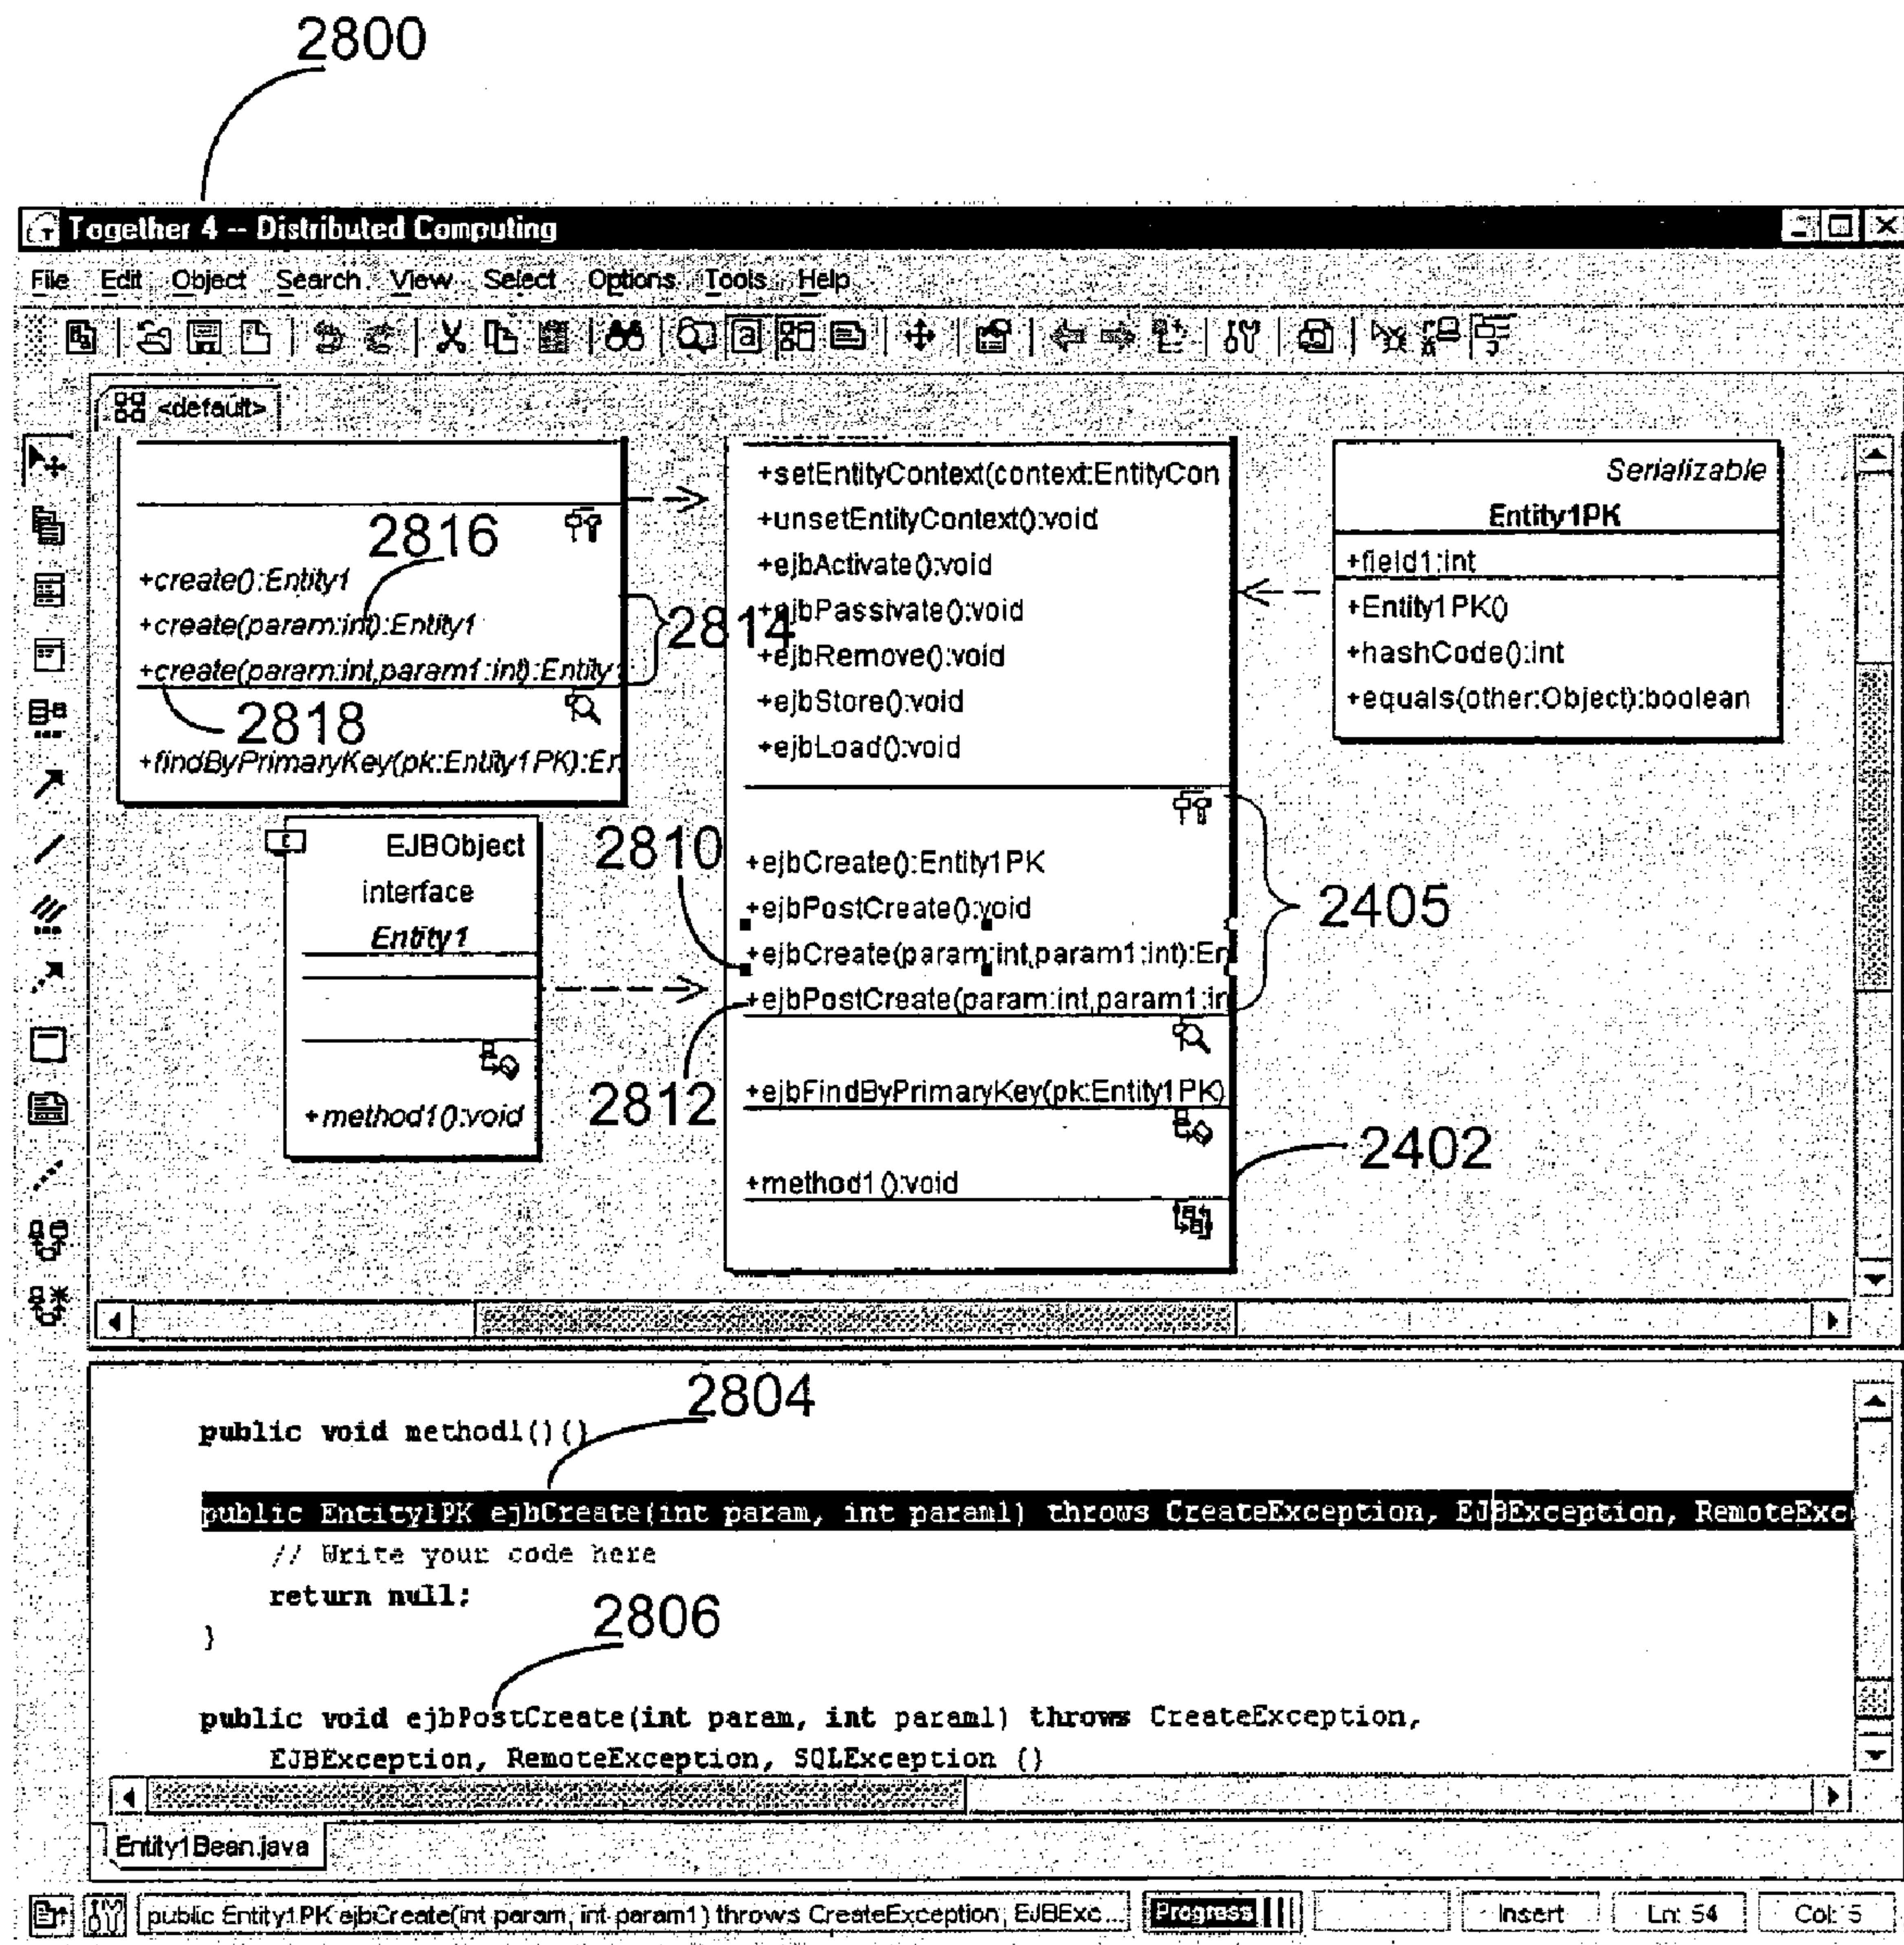 2800
Together 4 -- Distributed Computing
File Edit Object Search View Select Options Tools Help
<default>
2816
+create():Entity1
+create(param:int):Entity1
2814
+create(param:int,param1:int):Entity1
2818
+findByPrimaryKey(pk:Entity1PK):En
EJBObject
interface
Entity1
+method1():void
+setEntityContext(context:EntityCon
+unsetEntityContext():void
+ejbActivate():void
+ejbPassivate():void
+ejbRemove():void
+ejbStore():void
+ejbLoad():void
2810
+ejbCreate():Entity1PK
+ejbPostCreate():void
2405
+ejbCreate(param:int,param1:int):En
+ejbPostCreate(param:int,param1:in
2812
+ejbFindByPrimaryKey(pk:Entity1PK)
2402
+method1():void
Serializable
Entity1PK
+field1:int
+Entity1PK()
+hashCode():int
+equals(other:Object):boolean
2804
public void method1()()
public Entity1PK ejbCreate(int param, int param1) throws CreateException, EJBException, RemoteExc
// Write your code here
return null;
2806
}
public void ejbPostCreate(int param, int param1) throws CreateException,
EJBException, RemoteException, SQLException ()
Entity1Bean.java
public Entity1PK ejbCreate(int param, int param1) throws CreateException, EJBExc... Progress Insert Ln: 54 Col: 5